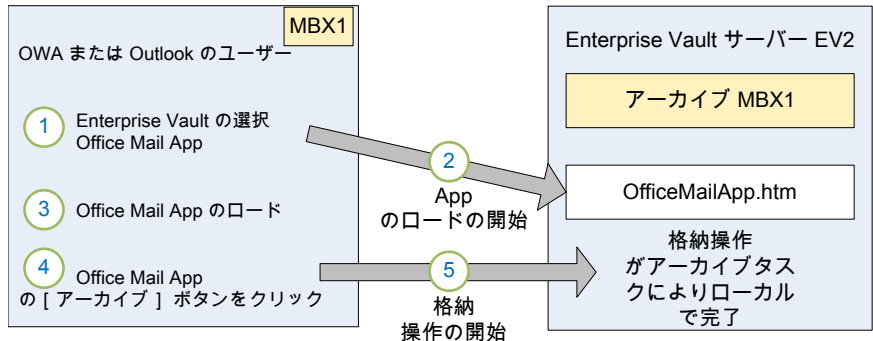 MBX1
OWA または Outlook のユーザー
1
Enterprise Vault の選択
Office Mail App
3
Office Mail App のロード
4
Office Mail App
の [ アーカイブ ] ボタンをクリック
2
App
のロードの開始
5
格納
操作の開始
Enterprise Vault サーバー EV2
アーカイブ MBX1
OfficeMailApp.htm
格納操作
がアーカイブタス
クによりローカル
で完了